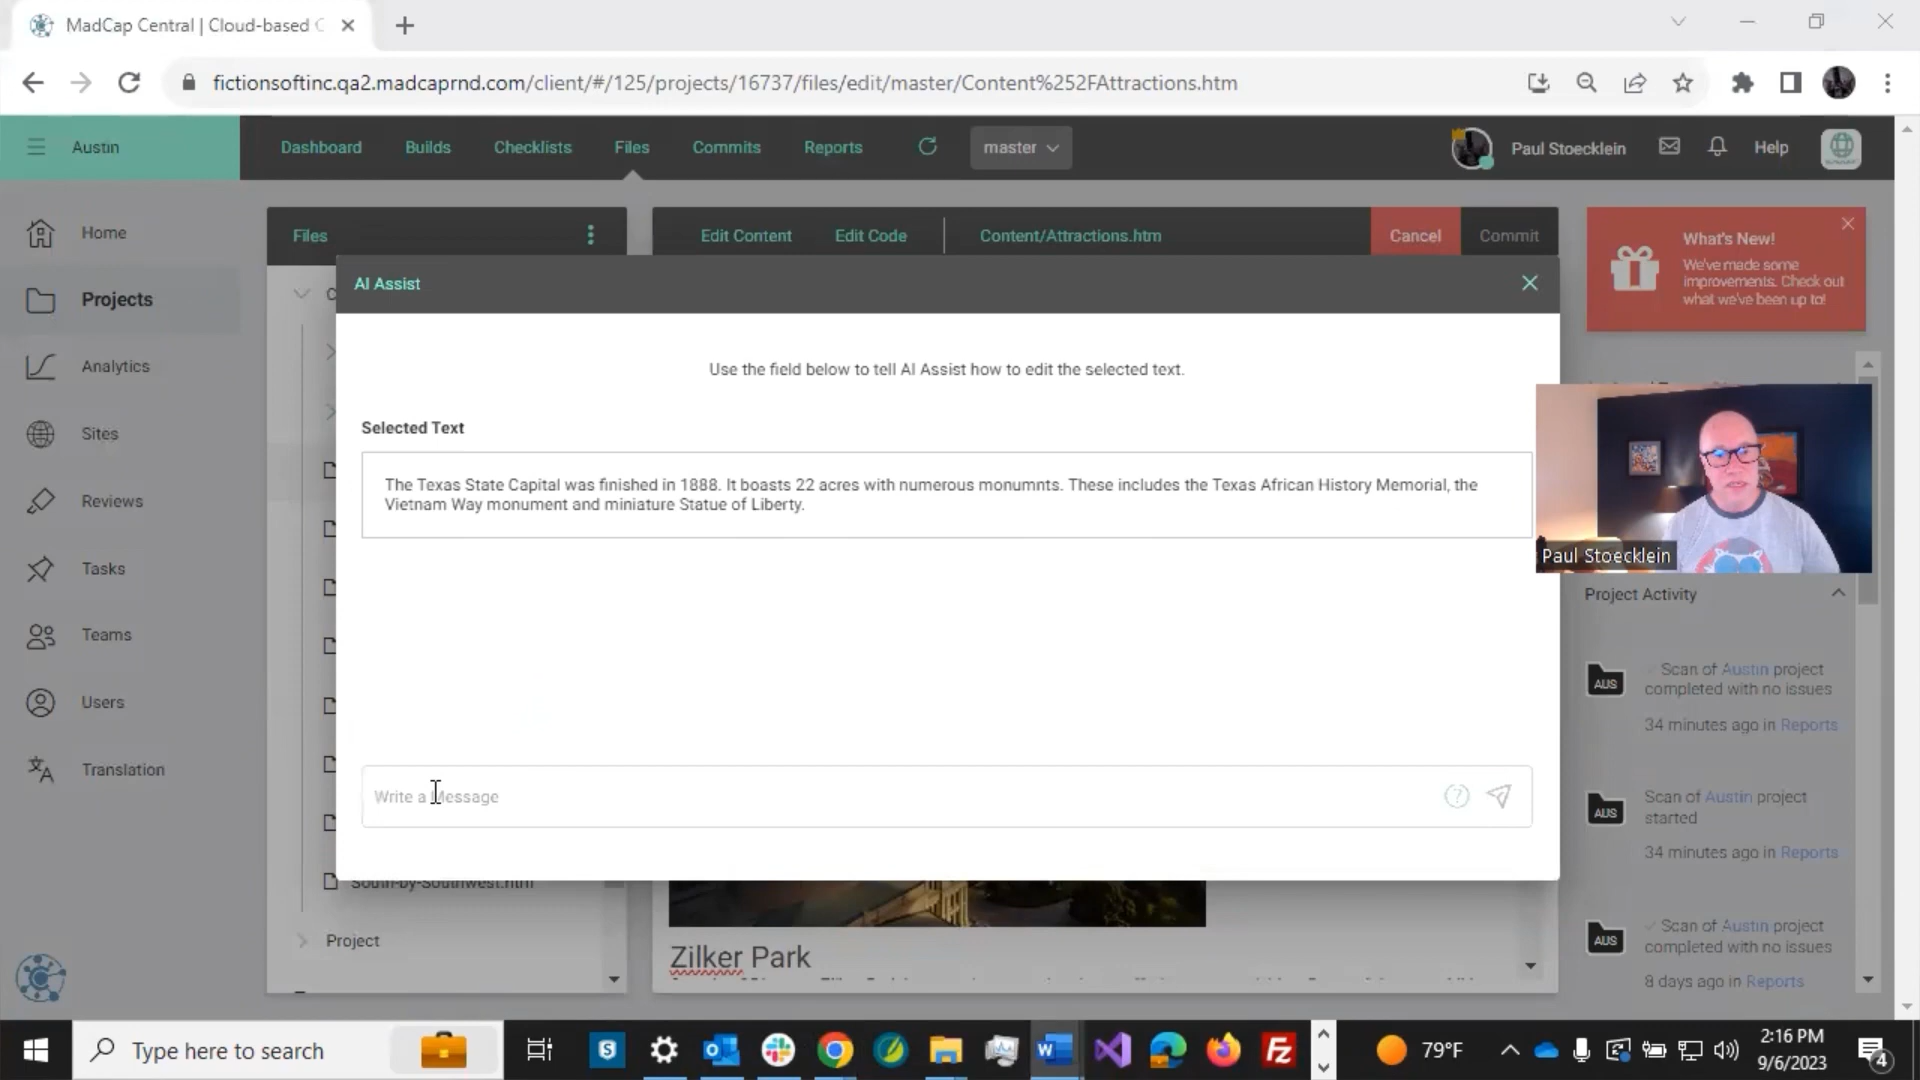 MadCap Central | Cloud-based C
fictionsoftinc.qa2.madcaprnd.com/client/#/125/projects/16737/files/edit/master/Content%252FAttractions.htm
Austin
Dashboard
Builds
Checklists
Files
Commits
Reports
master
Paul Stoecklein
Help
Home
Projects
Analytics
Sites
Reviews
Tasks
Teams
Users
Translation
Files
Edit Content
Edit Code
Content/Attractions.htm
Cancel
Commit
What's New!
We've made some
improvements. Check out
what we've been up to!
AI Assist
Use the field below to tell AI Assist how to edit the selected text.
Selected Text
The Texas State Capital was finished in 1888. It boasts 22 acres with numerous monumnts. These includes the Texas African History Memorial, the
Vietnam Way monument and miniature Statue of Liberty.
Write a Message
Paul Stoecklein
Project Activity
AUS
Scan of Austin project
completed with no issues
34 minutes ago in Reports
AUS
Scan of Austin project
started
34 minutes ago in Reports
AUS
Scan of Austin project
completed with no issues
8 days ago in Reports
South-by-Southwest.htm
Project
Zilker Park
Type here to search
79°F
2:16 PM
9/6/2023
4